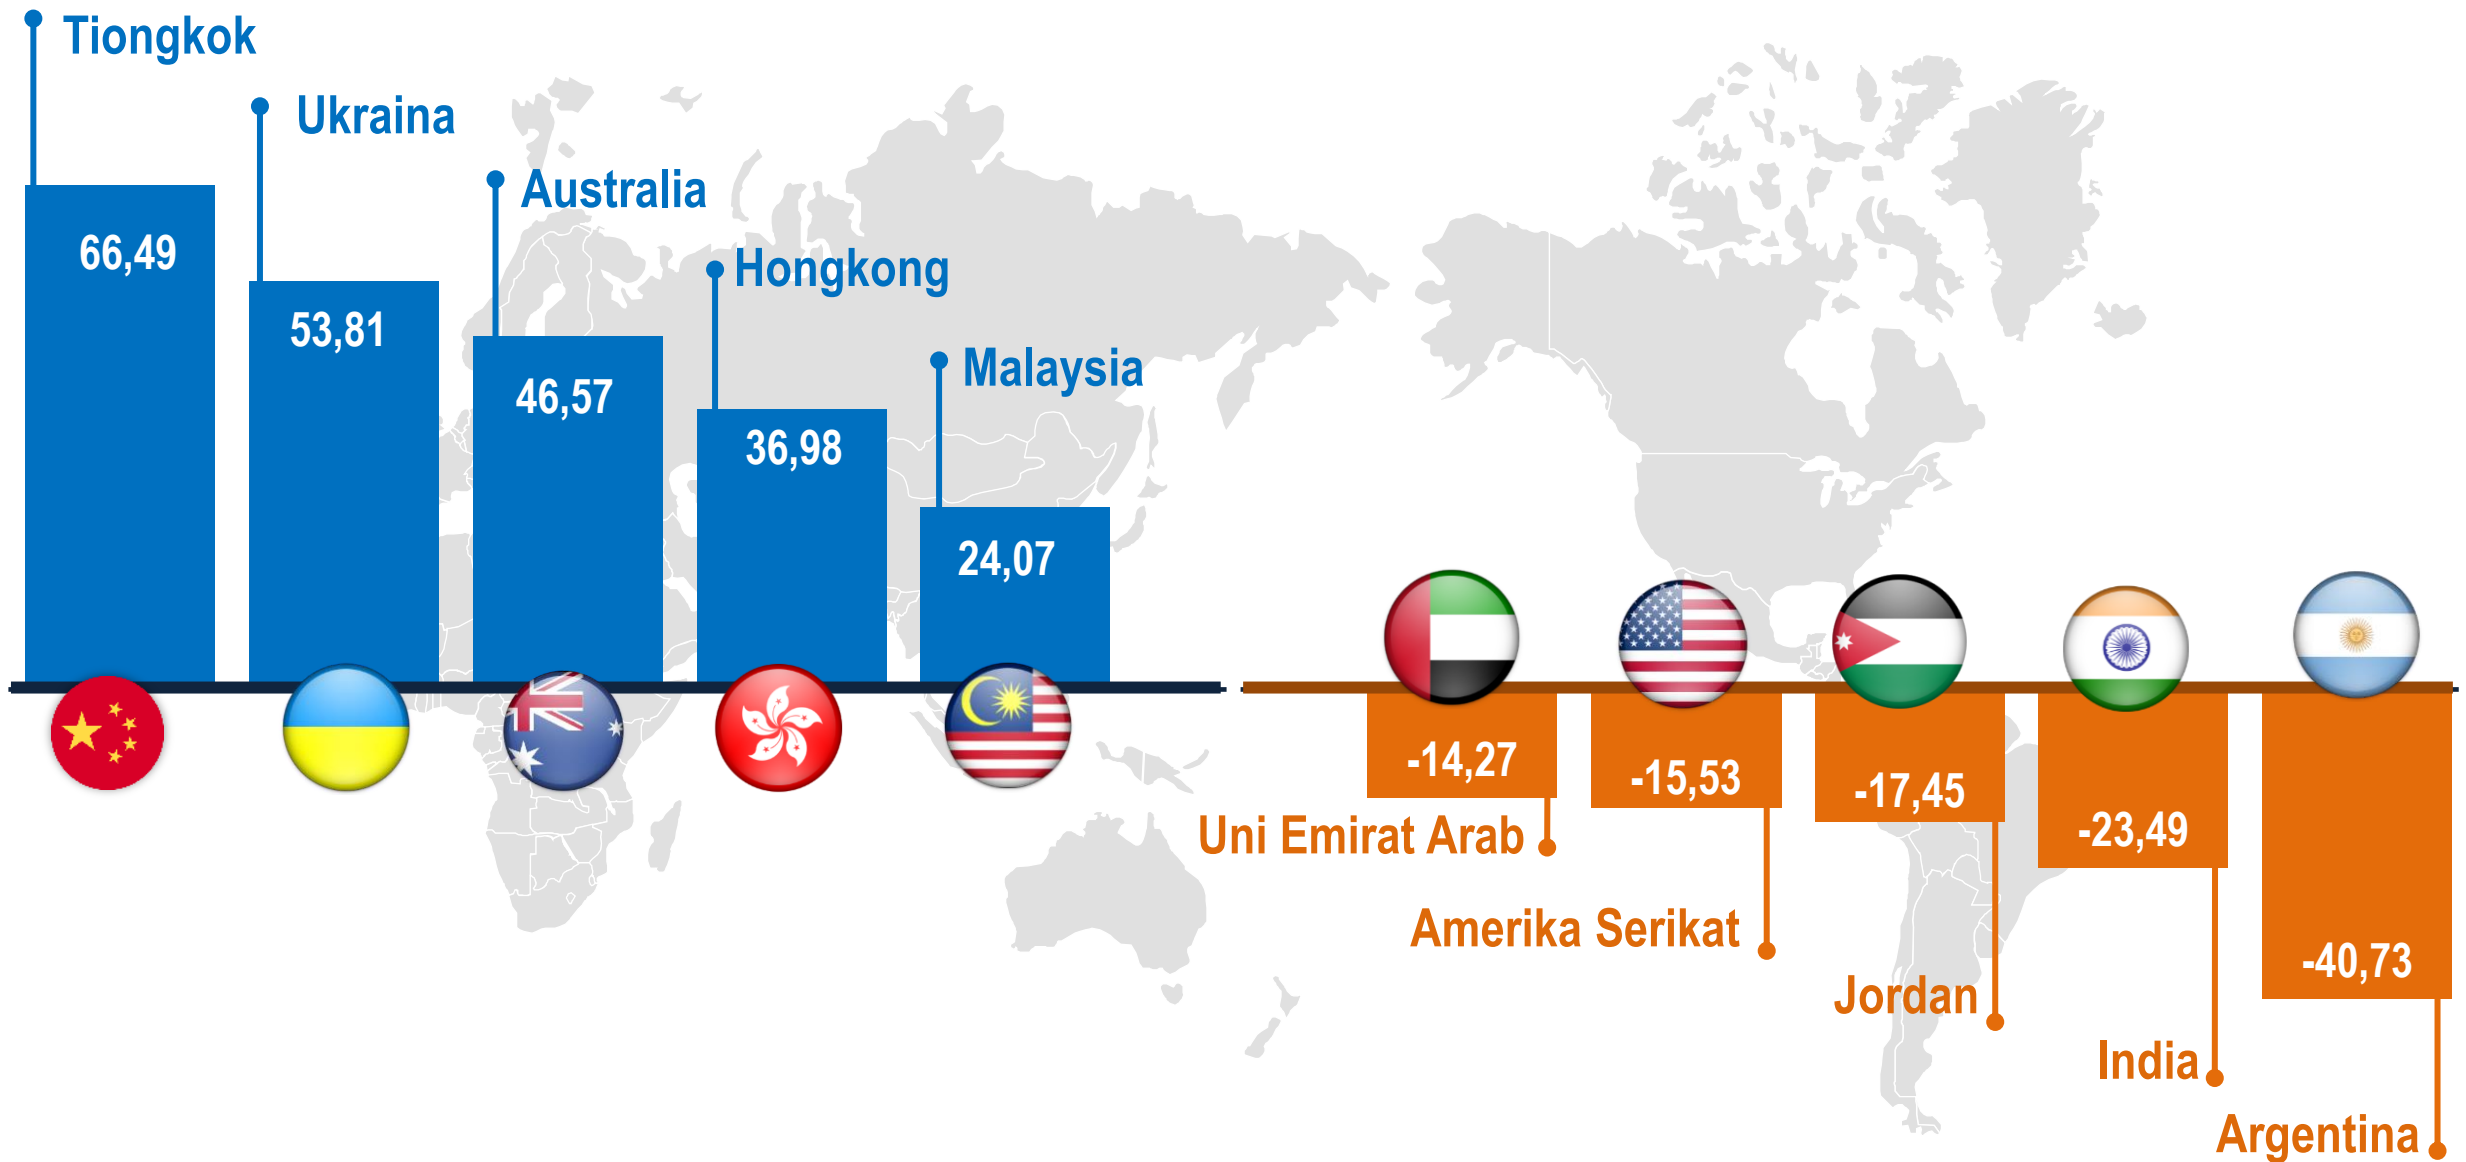 Tiongkok
66,49
Ukraina
53,81
Australia
46,57
Hongkong
36,98
Malaysia
24,07
-14,27
Uni Emirat Arab
-15,53
Amerika Serikat
-17,45
Jordan
-23,49
India
-40,73
Argentina